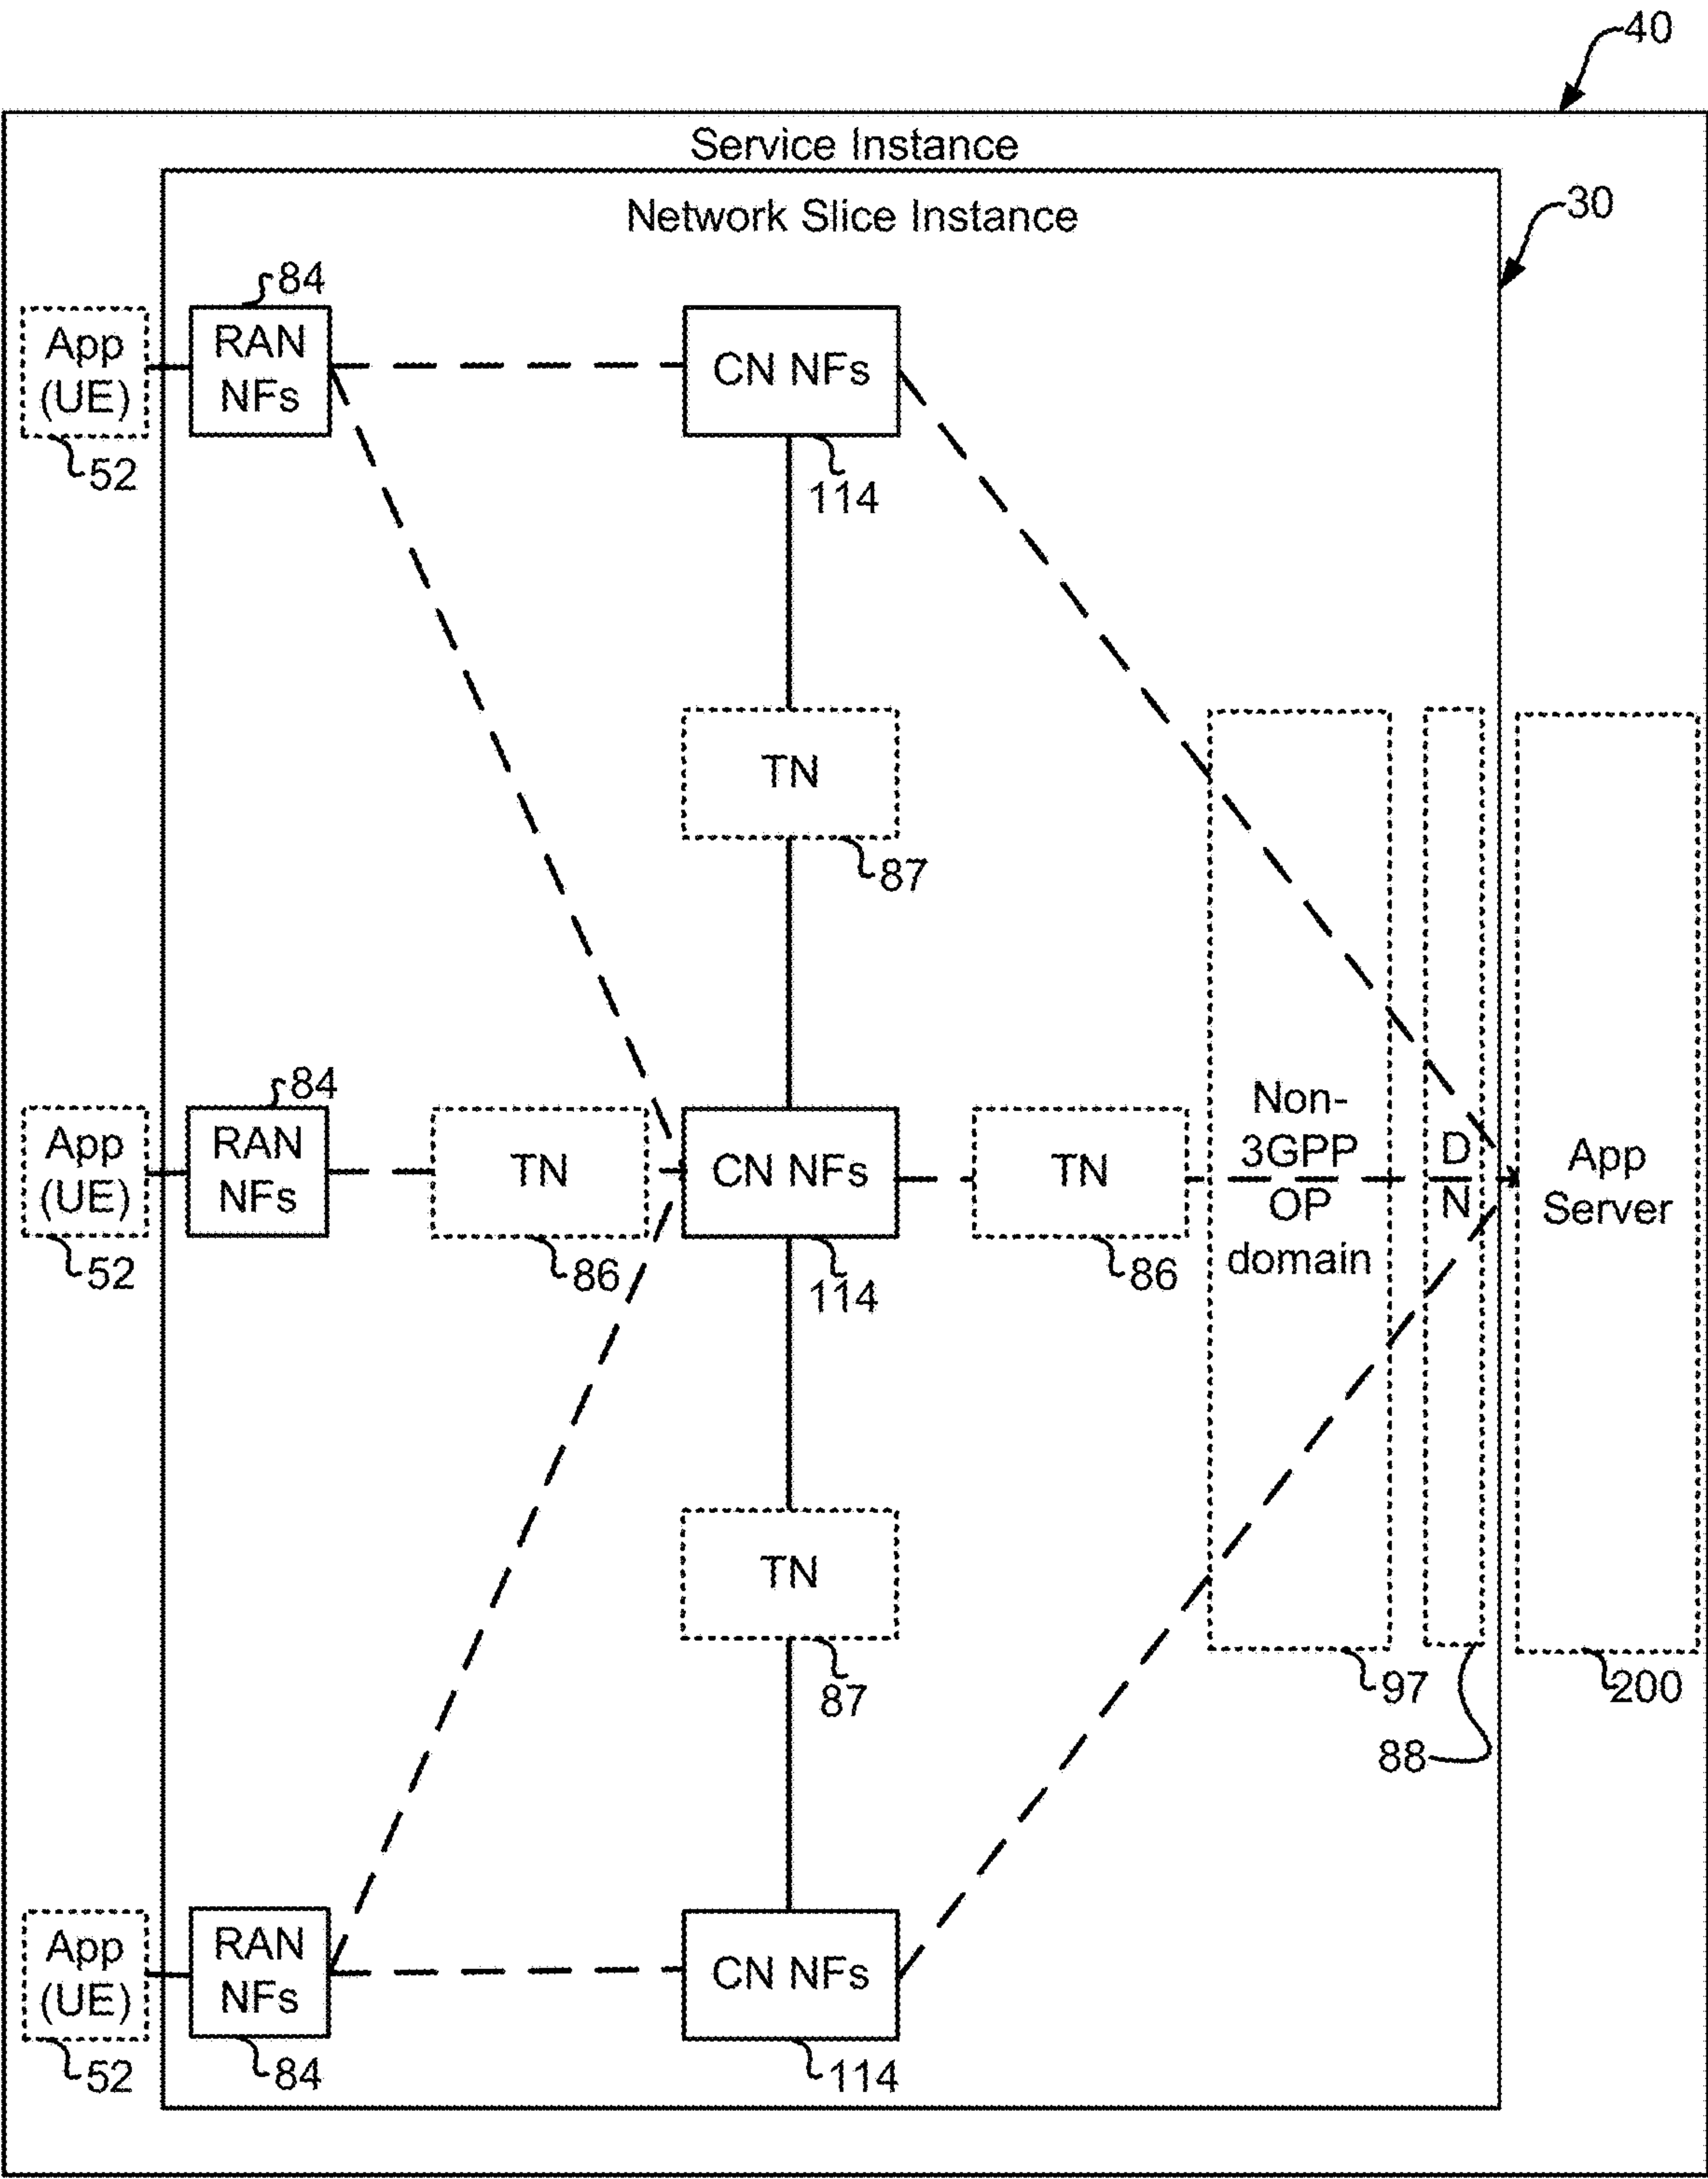 40
Service Instance
Network Slice Instance
30
84
App
(UE)
52
RAN
NFs
CN NFs
114
TN
87
84
App
(UE)
52
RAN
NFs
TN
86
CN NFs
114
TN
86
Non-
3GPP
OP
domain
D
N
App
Server
TN
87
97
88
200
App
(UE)
52
RAN
NFs
84
CN NFs
114